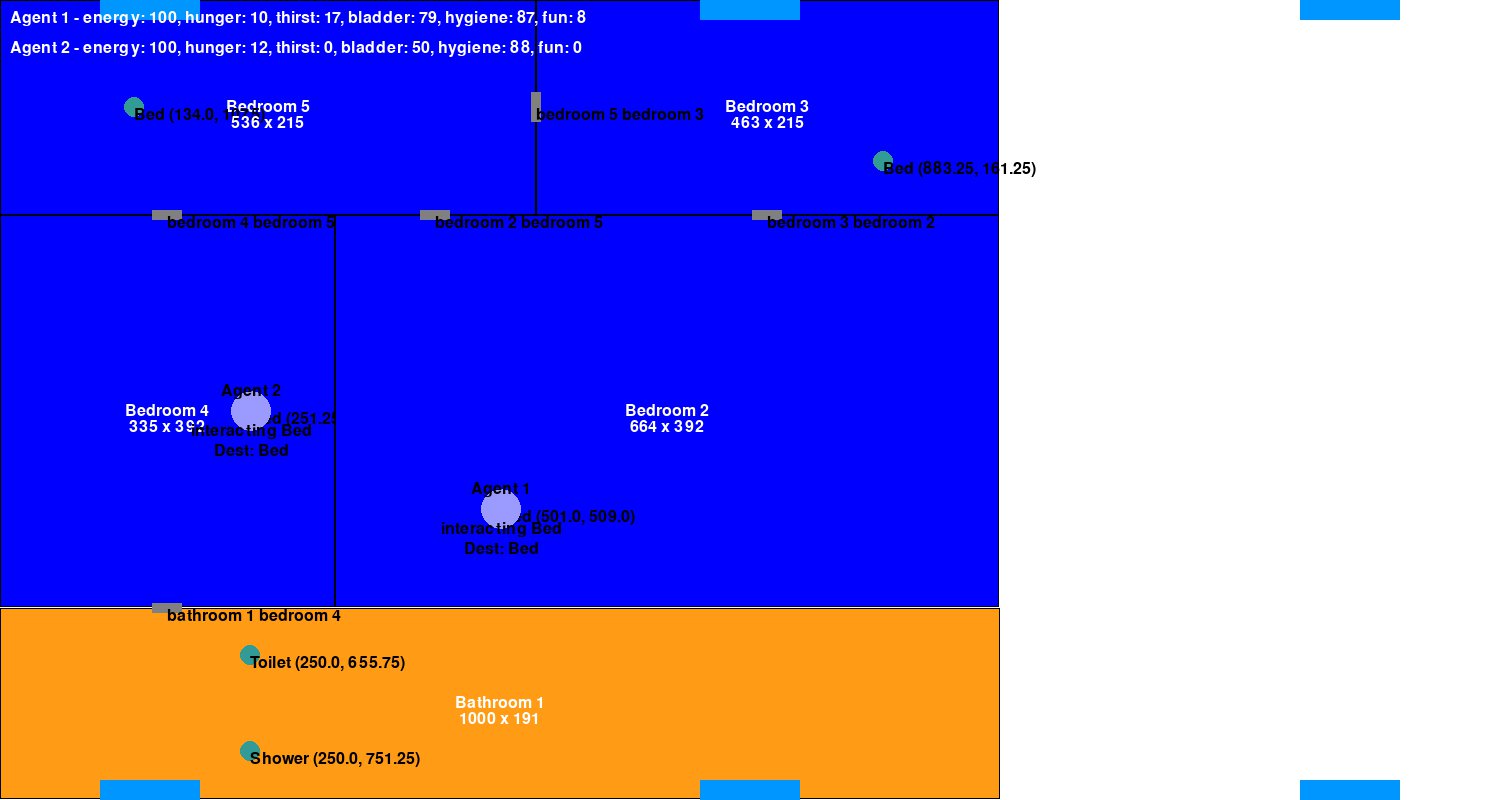 Agent 1 - energy: 100, hunger: 10, thirst: 17, bladder: 79, hygiene: 87, fun: 8
Agent 2 - energy: 100, hunger: 12, thirst: 0, bladder: 50, hygiene: 88, fun: 0
Bedroom 5
536 x 215
Bed (134.0,
bedroom 5 bedroom 3
Bedroom 3
463 x 215
Bed (883.25, 161.25)
bedroom 4 bedroom 5
bedroom 2 bedroom 5
bedroom 3 bedroom 2
Agent 2
Bedroom 4
335 x 392
d (251.25
interacting Bed
Dest: Bed
Bedroom 2
664 x 392
Agent 1
d (501.0, 509.0)
interacting Bed
Dest: Bed
bathroom 1 bedroom 4
Toilet (250.0, 655.75)
Bathroom 1
1000 x 191
Shower (250.0, 751.25)